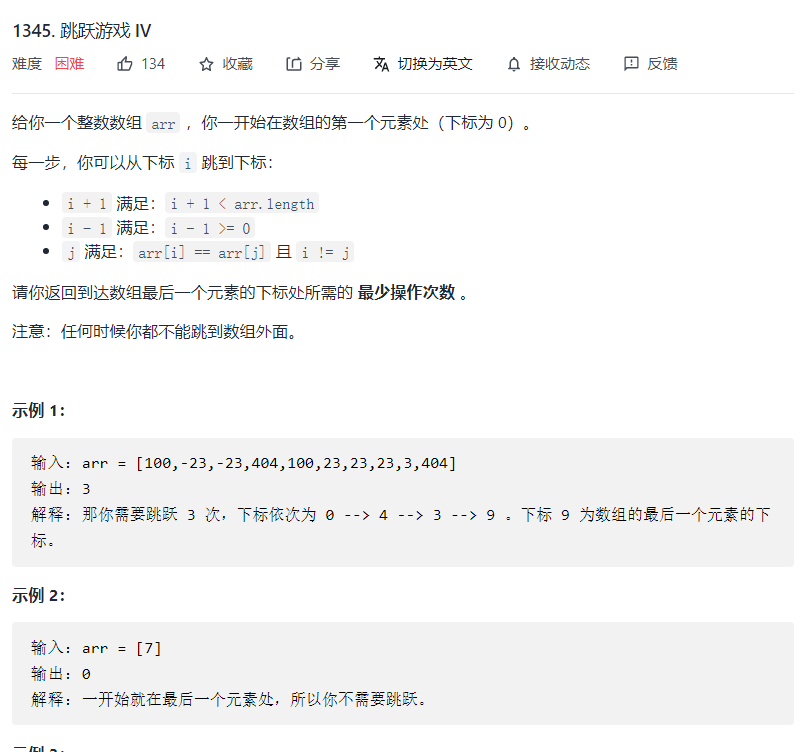 1345. 跳跃游戏 IV
难度 困难 134 收藏 分享 切换为英文 接收动态 反馈
给你一个整数数组 arr ，你一开始在数组的第一个元素处（下标为 0）。
每一步，你可以从下标 i 跳到下标：
i + 1 满足：i + 1 < arr.length
i - 1 满足：i - 1 >= 0
j 满足：arr[i] == arr[j] 且 i != j
请你返回到达数组最后一个元素的下标处所需的 最少操作次数 。
注意：任何时候你都不能跳到数组外面。
示例 1：
输入：arr = [100,-23,-23,404,100,23,23,23,3,404]
输出：3
解释：那你需要跳跃 3 次，下标依次为 0 --> 4 --> 3 --> 9 。下标 9 为数组的最后一个元素的下
标。
示例 2：
输入：arr = [7]
输出：0
解释：一开始就在最后一个元素处，所以你不需要跳跃。